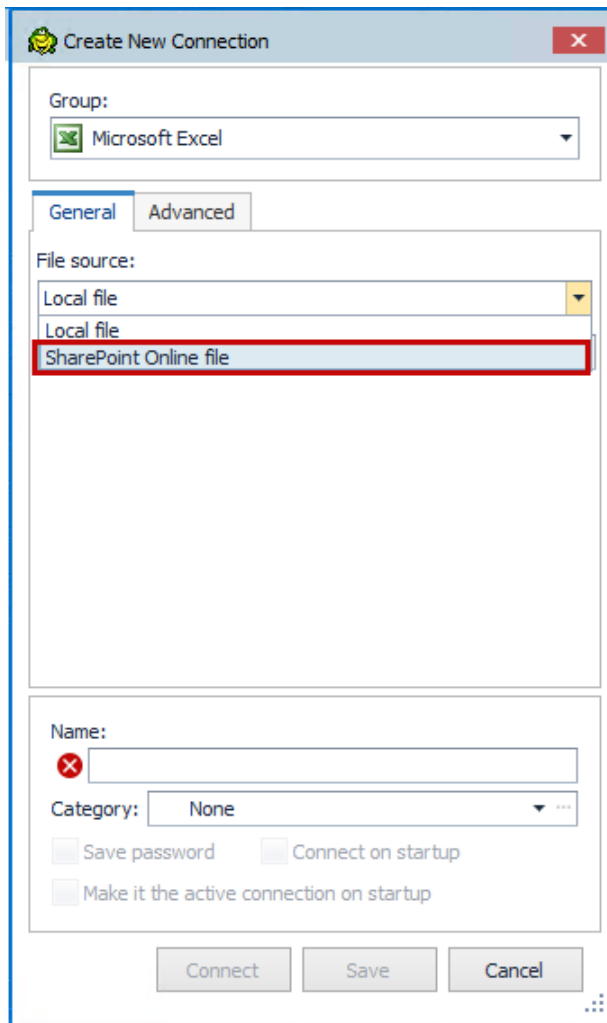 Create New Connection
Group:
Microsoft Excel
General Advanced
File source:
Local file
Local file
SharePoint Online file
Name:
Category: None ...
Save password Connect on startup
Make it the active connection on startup
Connect Save Cancel